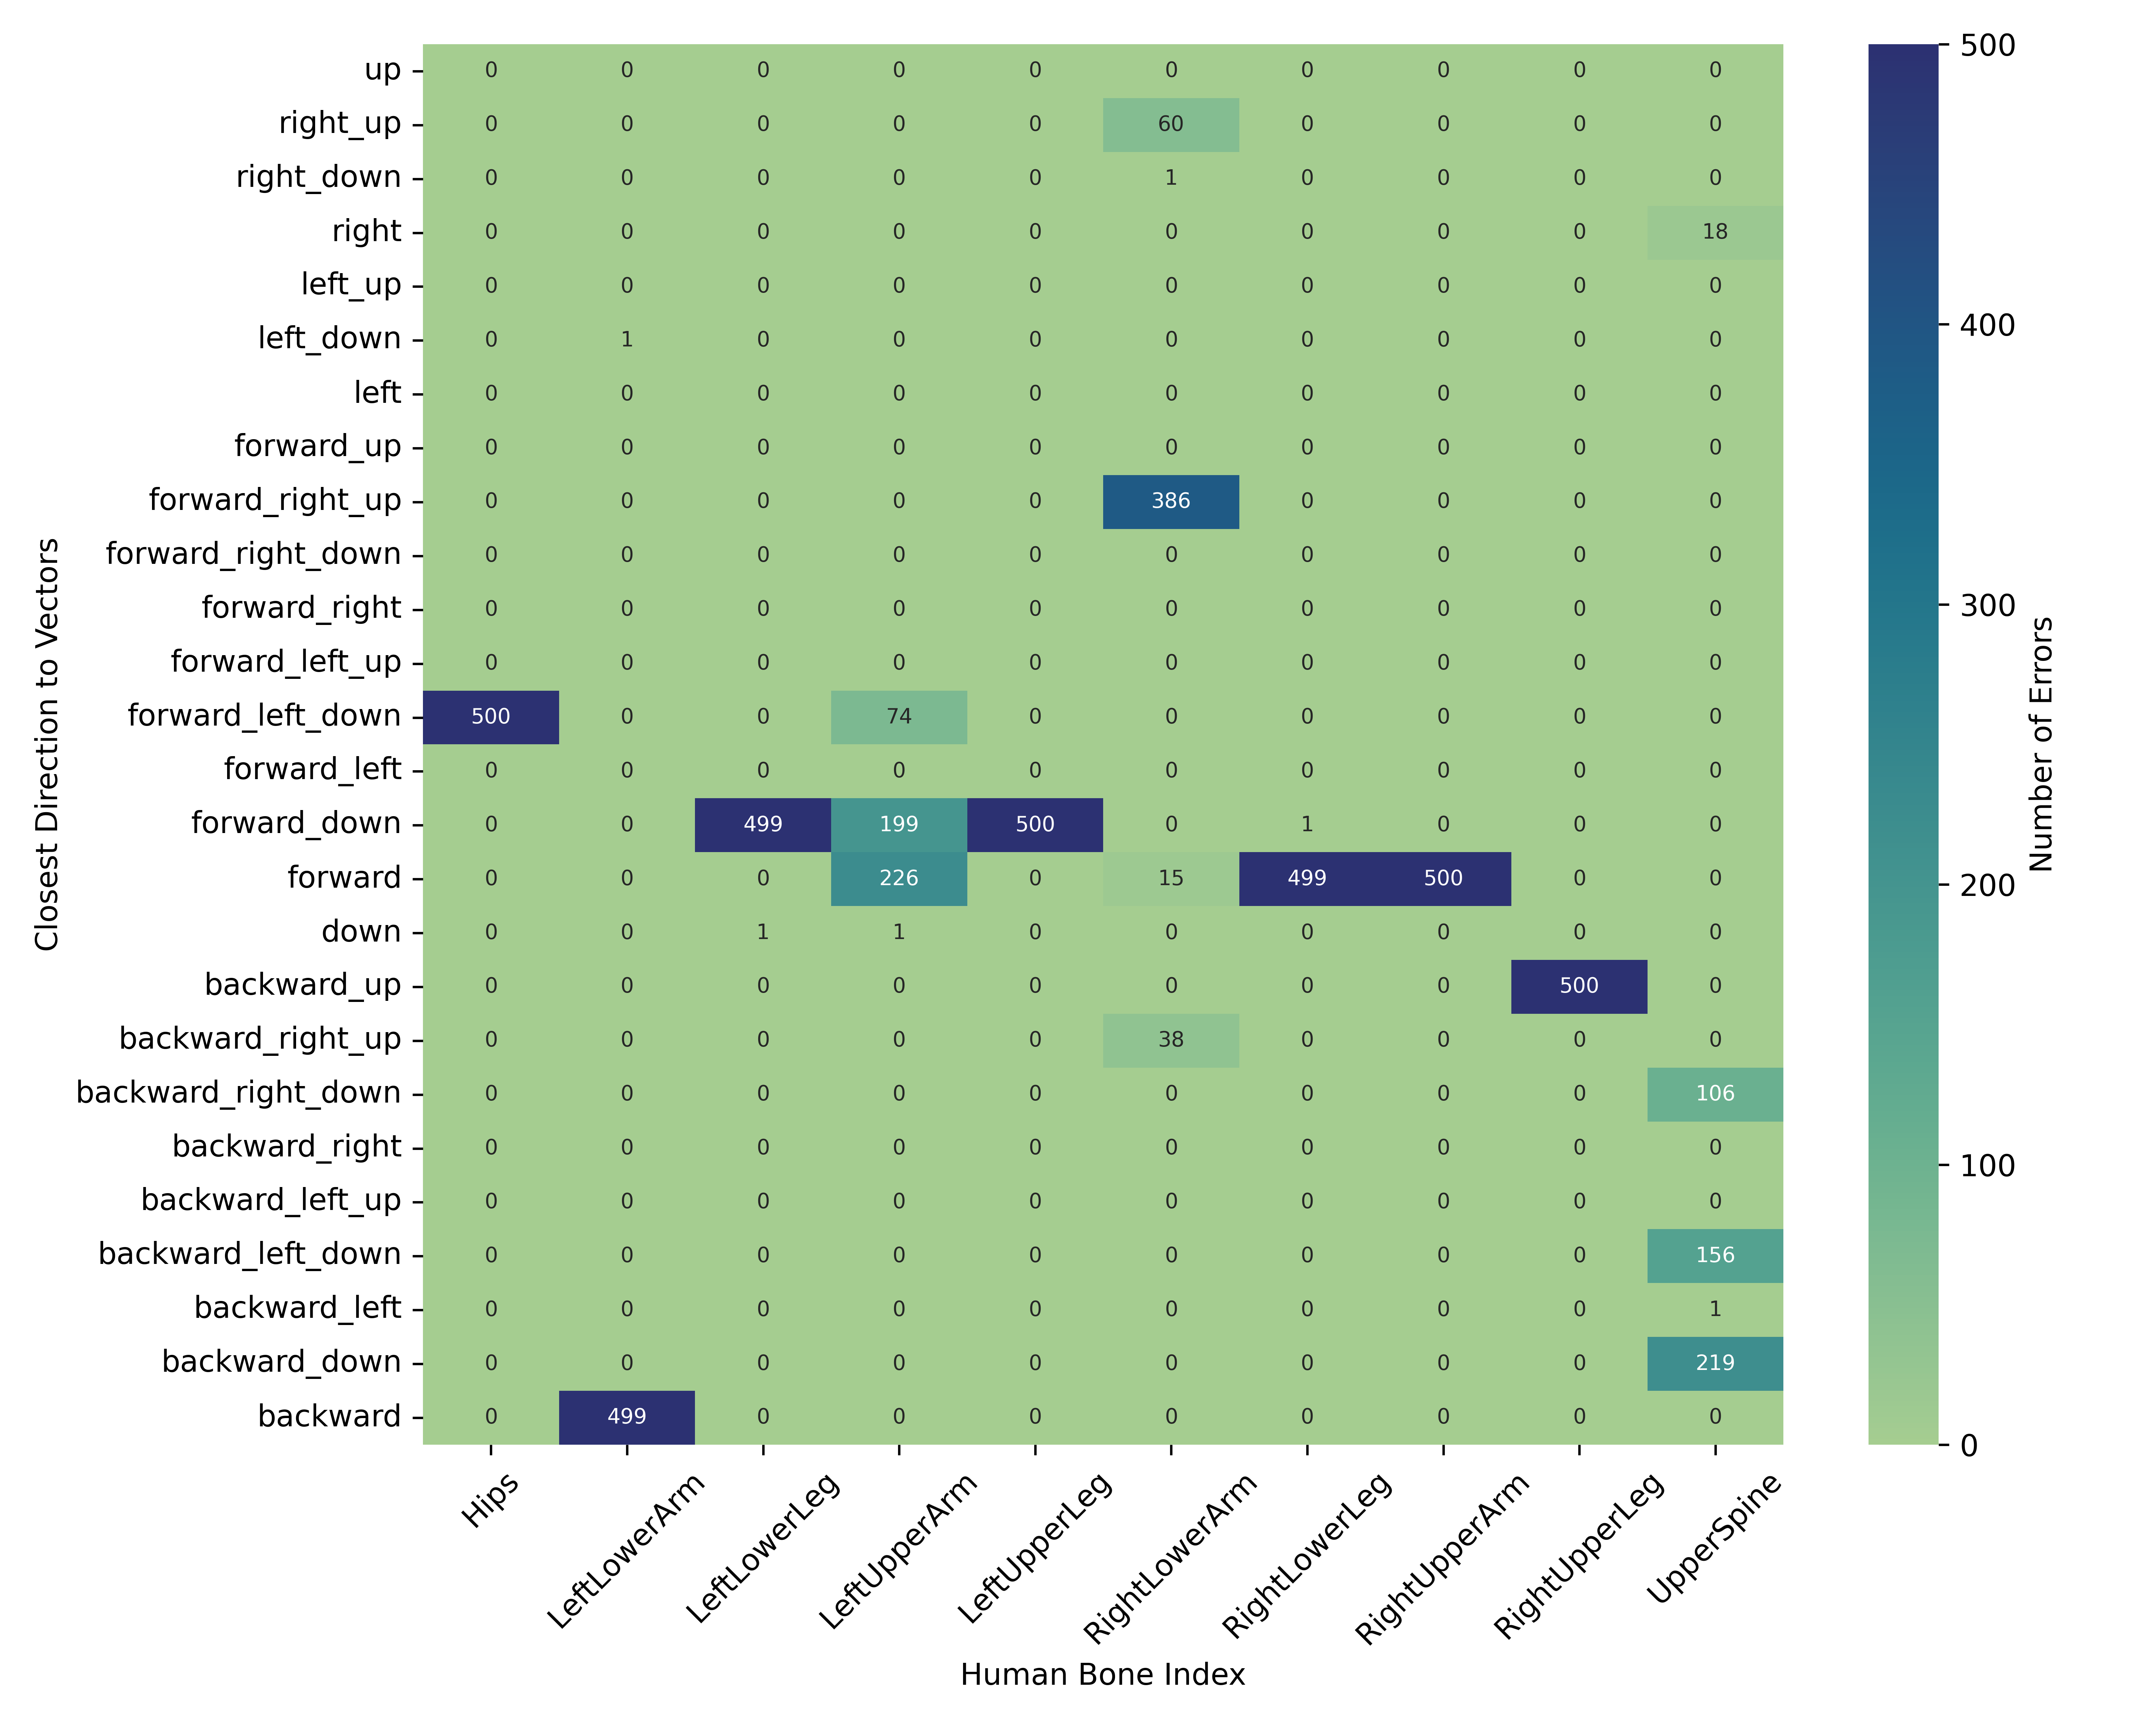 up 0 0 0 0 0 0 0 0 0 0
right_up 0 0 0 0 0 60 0 0 0 0
right_down 0 0 0 0 0 1 0 0 0 0
right 0 0 0 0 0 0 0 0 0 18
left_up 0 0 0 0 0 0 0 0 0 0
left_down 0 1 0 0 0 0 0 0 0 0
left 0 0 0 0 0 0 0 0 0 0
forward_up 0 0 0 0 0 0 0 0 0 0
forward_right_up 0 0 0 0 0 386 0 0 0 0
forward_right_down 0 0 0 0 0 0 0 0 0 0
forward_right 0 0 0 0 0 0 0 0 0 0
forward_left_up 0 0 0 0 0 0 0 0 0 0
forward_left_down 500 0 0 74 0 0 0 0 0 0
forward_left 0 0 0 0 0 0 0 0 0 0
forward_down 0 0 499 199 500 0 1 0 0 0
forward 0 0 0 226 0 15 499 500 0 0
down 0 0 1 1 0 0 0 0 0 0
backward_up 0 0 0 0 0 0 0 0 500 0
backward_right_up 0 0 0 0 0 38 0 0 0 0
backward_right_down 0 0 0 0 0 0 0 0 0 106
backward_right 0 0 0 0 0 0 0 0 0 0
backward_left_up 0 0 0 0 0 0 0 0 0 0
backward_left_down 0 0 0 0 0 0 0 0 0 156
backward_left 0 0 0 0 0 0 0 0 0 1
backward_down 0 0 0 0 0 0 0 0 0 219
backward 0 499 0 0 0 0 0 0 0 0
Closest Direction to Vectors
Hips
LeftLowerArm
LeftLowerLeg
LeftUpperArm
LeftUpperLeg
RightLowerArm
RightLowerLeg
RightUpperArm
RightUpperLeg
UpperSpine
Human Bone Index
500
400
300
200
100
0
Number of Errors